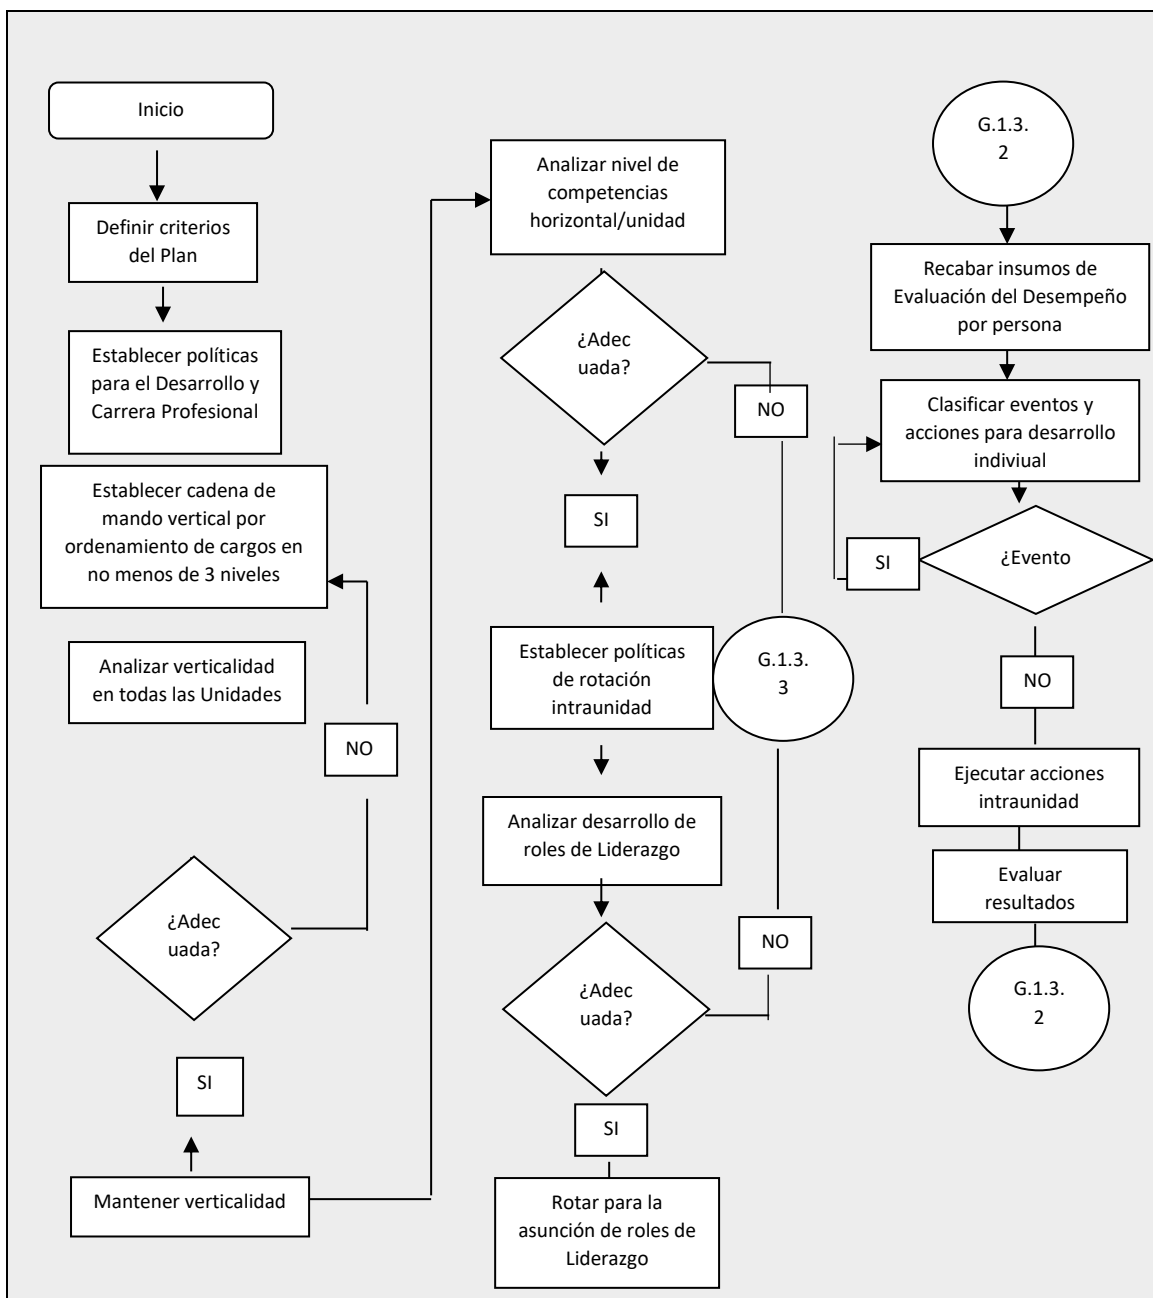 Inicio
Definir criterios
del Plan
Establecer políticas
para el Desarrollo y
Carrera Profesional
Establecer cadena de
mando vertical por
ordenamiento de cargos en
no menos de 3 niveles
Analizar verticalidad
en todas las Unidades
NO
¿Adec
uada?
SI
Mantener verticalidad
Analizar nivel de
competencias
horizontal/unidad
¿Adec
uada?
NO
SI
Establecer políticas
de rotación
intraunidad
G.1.3.
3
Analizar desarrollo de
roles de Liderazgo
NO
¿Adec
uada?
SI
Rotar para la
asunción de roles de
Liderazgo
G.1.3.
2
Recabar insumos de
Evaluación del Desempeño
por persona
Clasificar eventos y
acciones para desarrollo
indiviual
SI
¿Evento
NO
Ejecutar acciones
intraunidad
Evaluar
resultados
G.1.3.
2